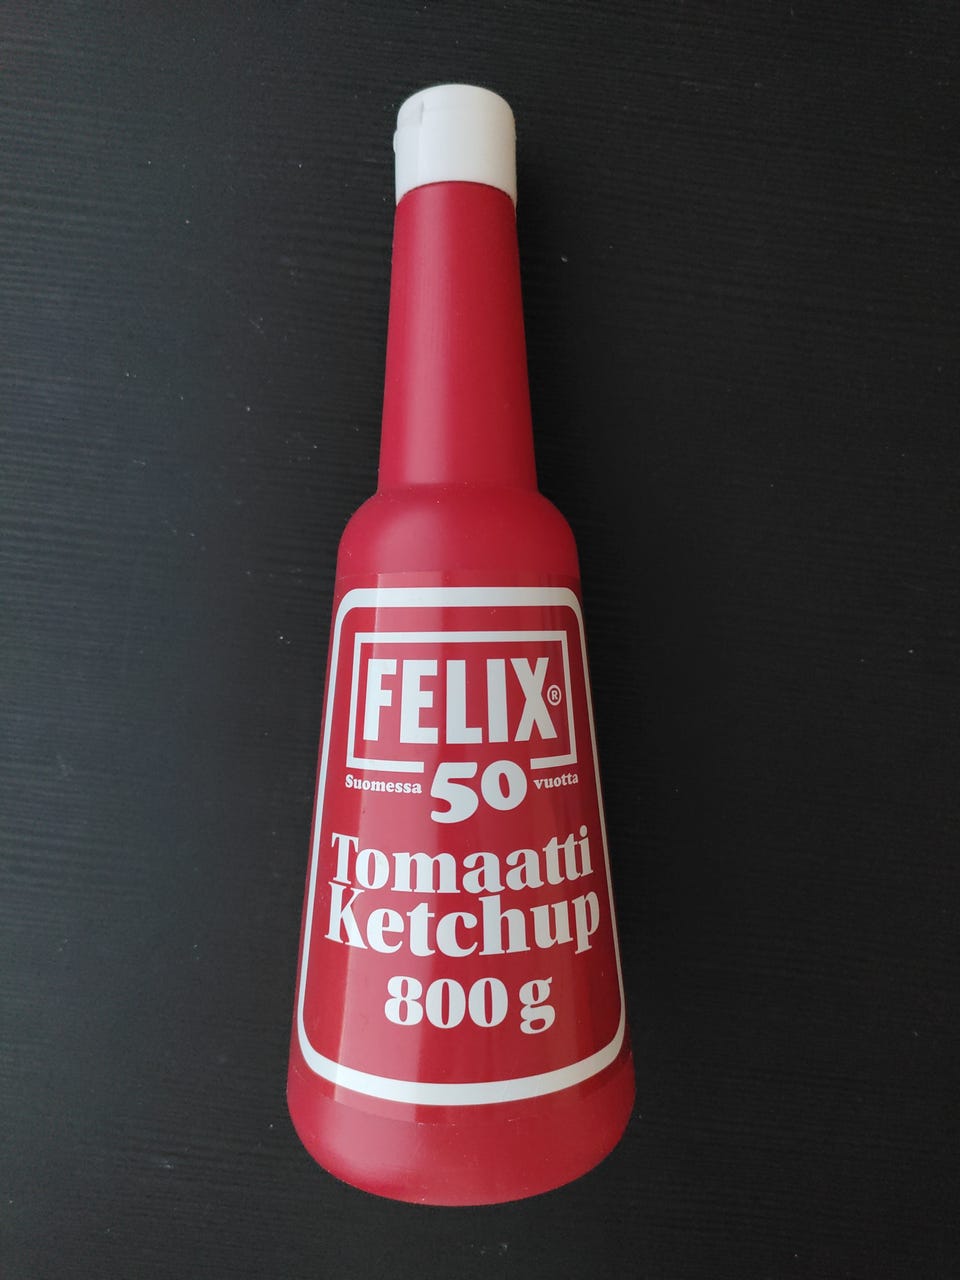 FELIX®
Suomessa 50 vuotta
Tomaatti
Ketchup
800 g